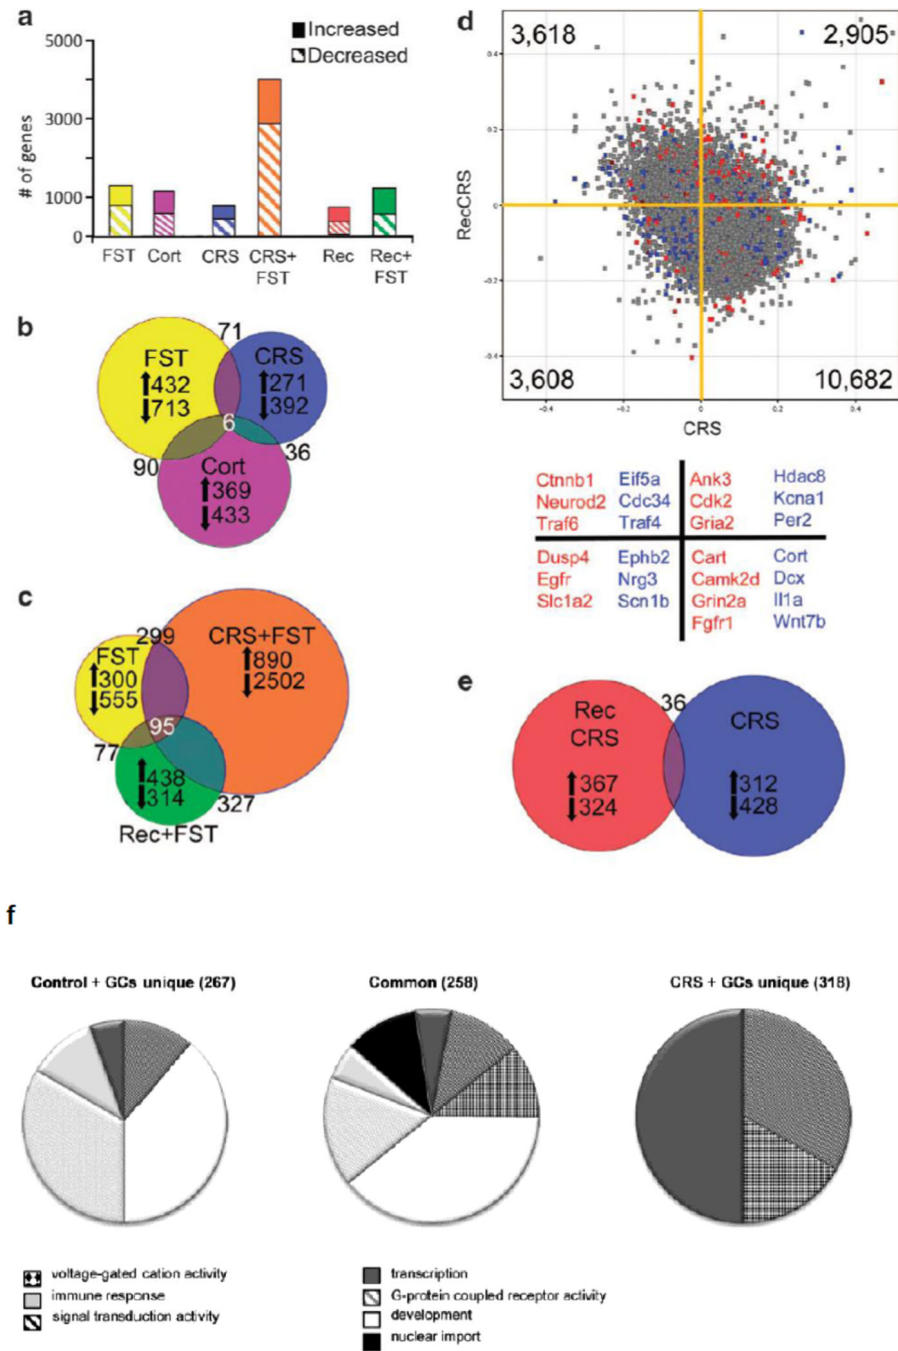 a
5000
3000
1000
0
# of genes
Increased
Decreased
FST
Cort
CRS
CRS+
FST
Rec
Rec+
FST
b
71
FST
↑432
↓713
CRS
↑271
↓392
6
90
36
Cort
↑369
↓433
c
299
FST
↑300
↓555
CRS+FST
↑890
↓2502
95
77
↑438
↓314
327
Rec+FST
d
3,618
2,905
3,608
10,682
0.4
0.2
0
-0.2
-0.4
RecCRS
-0.4
-0.2
0
0.2
0.4
CRS
Ctnnb1 Eif5a Ank3 Hdac8
Neurod2 Cdc34 Cdk2 Kcna1
Traf6 Traf4 Gria2 Per2
Dusp4 Ephb2 Cart Cort
Egfr Nrg3 Camk2d Dcx
Slc1a2 Scn1b Grin2a Il1a
Fgfr1 Wnt7b
e
36
Rec
CRS
↑367
↓324
CRS
↑312
↓428
f
Control + GCs unique (267)
Common (258)
CRS + GCs unique (318)
voltage-gated cation activity
immune response
signal transduction activity
transcription
G-protein coupled receptor activity
development
nuclear import